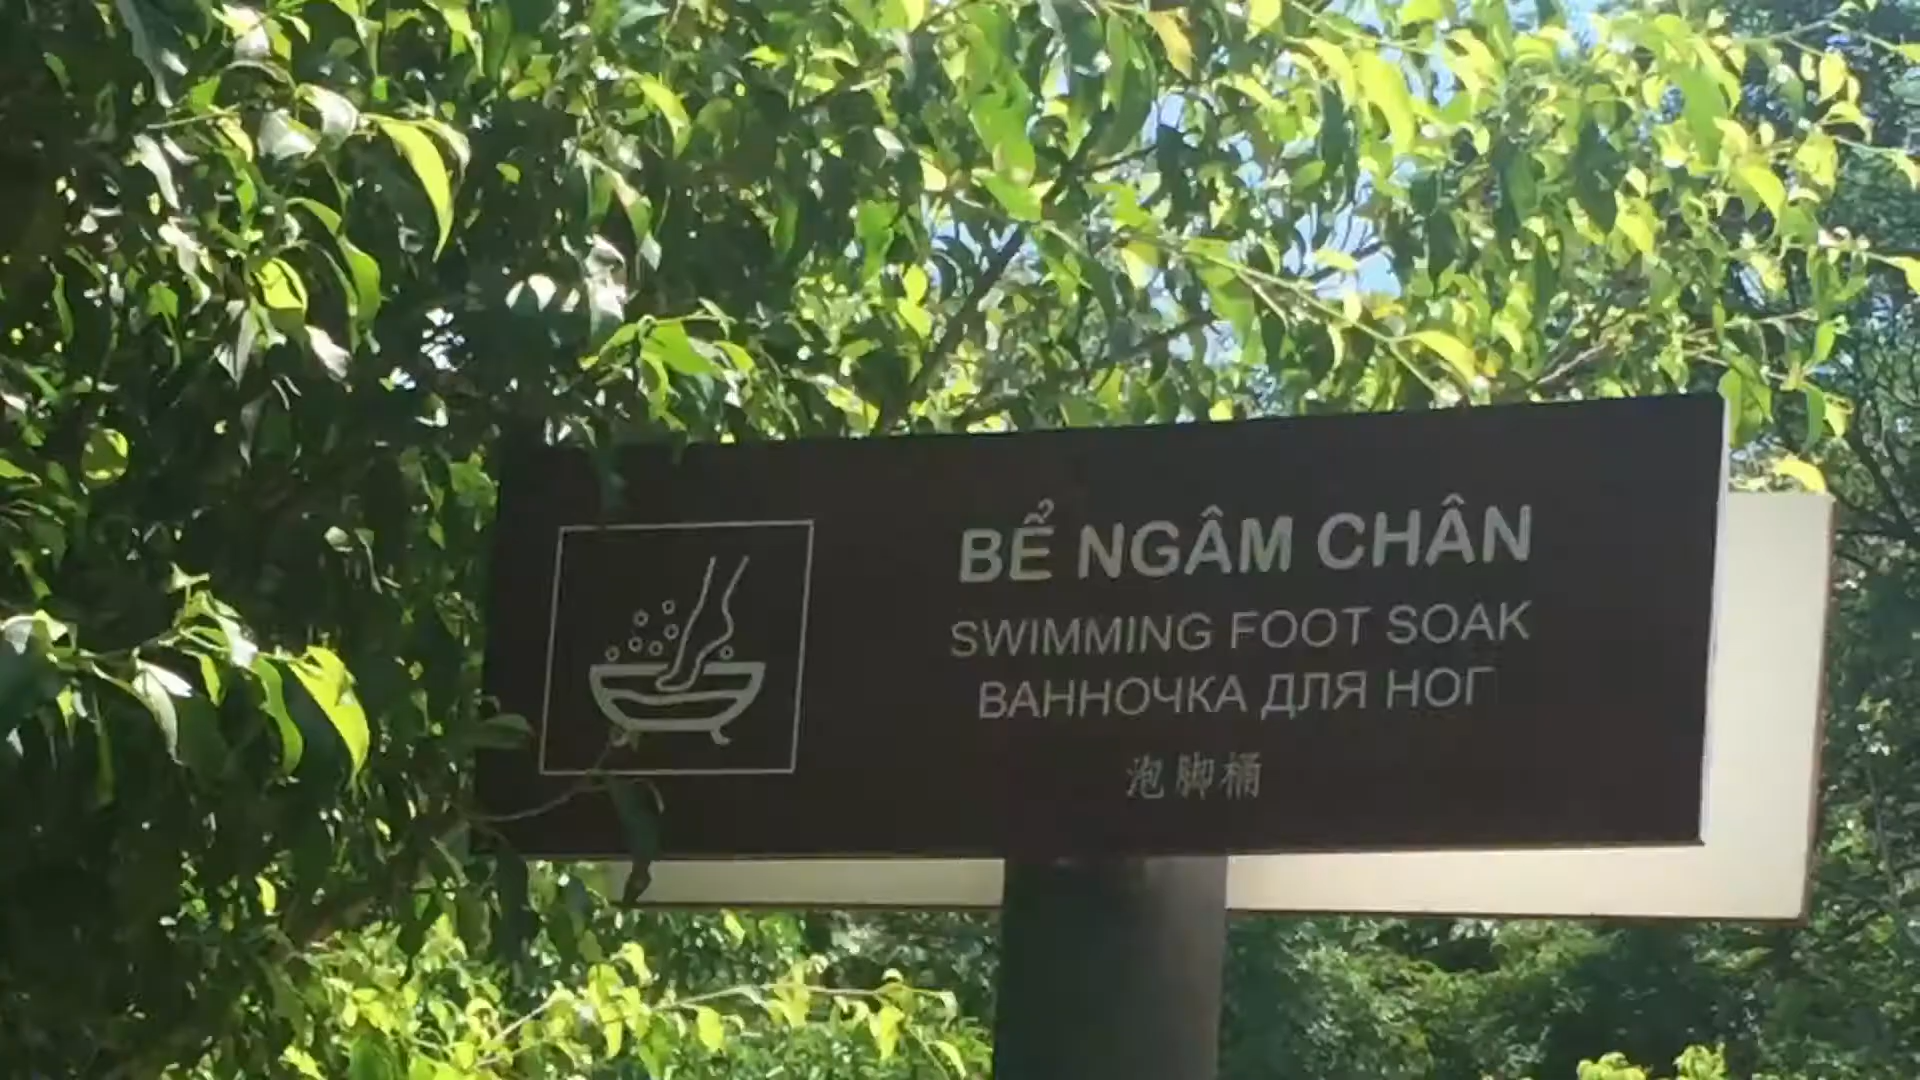 BỂ NGÂM CHÂN
SWIMMING FOOT SOAK
ВАННОЧКА ДЛЯ НОГ
泡脚桶